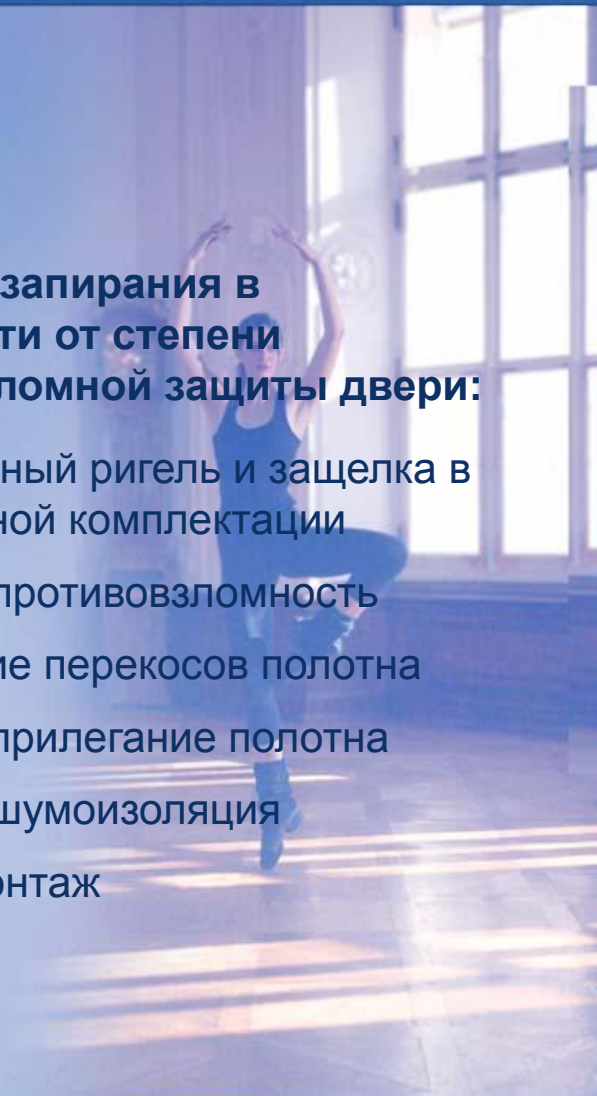 запирания в
ти от степени
ломной защиты двери:
ный ригель и защелка в
ной комплектации
противовзломность
ие перекосов полотна
прилегание полотна
шумоизоляция
онтаж